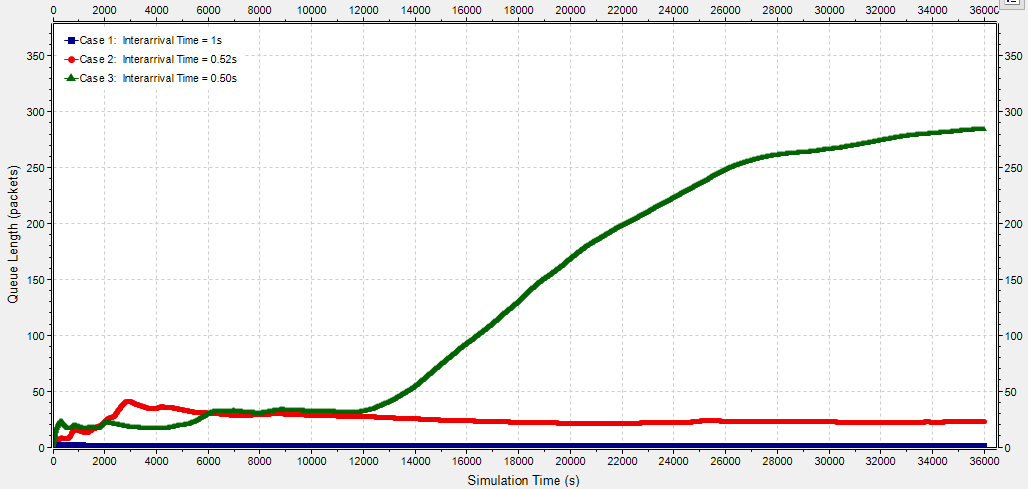 0 2000 4000 6000 8000 10000 12000 14000 16000 18000 20000 22000 24000 26000 28000 30000 32000 34000 36000
Case 1: Interarrival Time = 1s
Case 2: Interarrival Time = 0.52s
Case 3: Interarrival Time = 0.50s
350 350
300 300
250 250
200 200
150 150
100 100
50 50
0 0
Queue Length (packets)
0 2000 4000 6000 8000 10000 12000 14000 16000 18000 20000 22000 24000 26000 28000 30000 32000 34000 36000
Simulation Time (s)